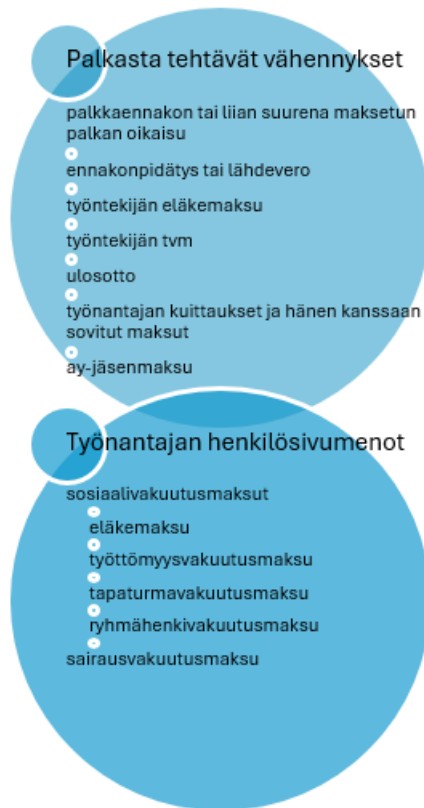 Palkasta tehtävät vähennykset
palkkaennakon tai liian suurena maksetun
palkan oikaisu
ennakonpidätys tai lähdevero
työntekijän eläkemaksu
työntekijän tvm
ulosotto
työnantajan kuittaukset ja hänen kanssaan
sovitut maksut
ay-jäsenmaksu
Työnantajan henkilösivumenot
sosiaalivakuutusmaksut
eläkemaksu
työttömyysvakuutusmaksu
tapaturmavakuutusmaksu
ryhmähenkivakuutusmaksu
sairausvakuutusmaksu